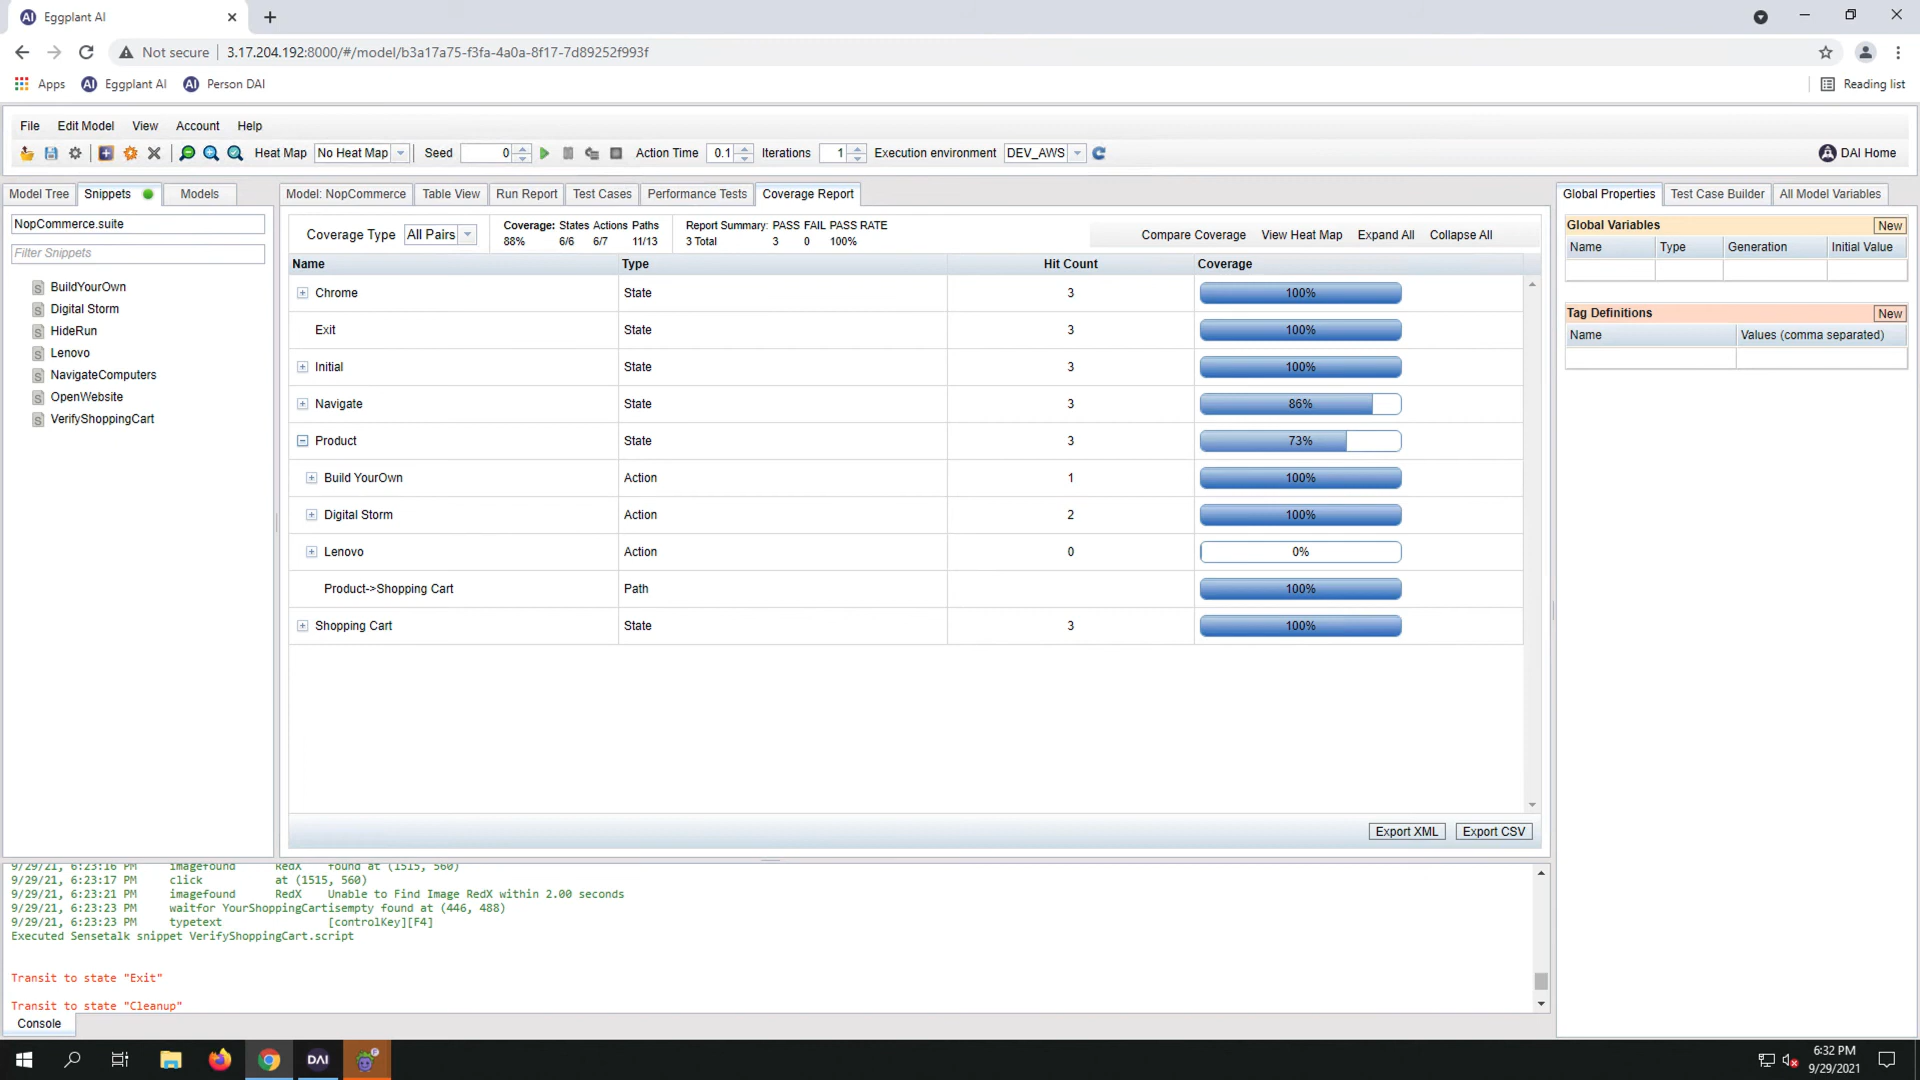 Eggplant AI
Not secure
3.17.204.192:8000/#/model/b3a17a75-f3fa-4a0a-8f17-7d89252f993f
Apps
Eggplant AI
Person DAI
Reading list
File
Edit Model
View
Account
Help
Heat Map
No Heat Map
Seed
0
Action Time
0.1
Iterations
1
Execution environment
DEV_AWS
DAI Home
Model Tree
Snippets
Models
Model: NopCommerce
Table View
Run Report
Test Cases
Performance Tests
Coverage Report
Global Properties
Test Case Builder
All Model Variables
NopCommerce.suite
Filter Snippets
BuildYourOwn
Digital Storm
HideRun
Lenovo
NavigateComputers
OpenWebsite
VerifyShoppingCart
Coverage Type
All Pairs
Coverage: States Actions Paths
88% 6/6 6/7 11/13
Report Summary: PASS FAIL PASS RATE
3 Total 3 0 100%
Compare Coverage
View Heat Map
Expand All
Collapse All
Name Type Hit Count Coverage
Chrome State 3 100%
Exit State 3 100%
Initial State 3 100%
Navigate State 3 86%
Product State 3 73%
Build YourOwn Action 1 100%
Digital Storm Action 2 100%
Lenovo Action 0 0%
Product->Shopping Cart Path 100%
Shopping Cart State 3 100%
Export XML
Export CSV
Global Variables
New
Name Type Generation Initial Value
Tag Definitions
New
Name Values (comma separated)
9/29/21, 6:23:16 PM imagefound RedX found at (1515, 560)
9/29/21, 6:23:17 PM click at (1515, 560)
9/29/21, 6:23:21 PM imagefound RedX Unable to Find Image RedX within 2.00 seconds
9/29/21, 6:23:23 PM waitfor YourShoppingCartisempty found at (446, 488)
9/29/21, 6:23:23 PM typetext [controlKey][F4]
Executed Sensetalk snippet VerifyShoppingCart.script
Transit to state "Exit"
Transit to state "Cleanup"
Console
DAI
6:32 PM
9/29/2021